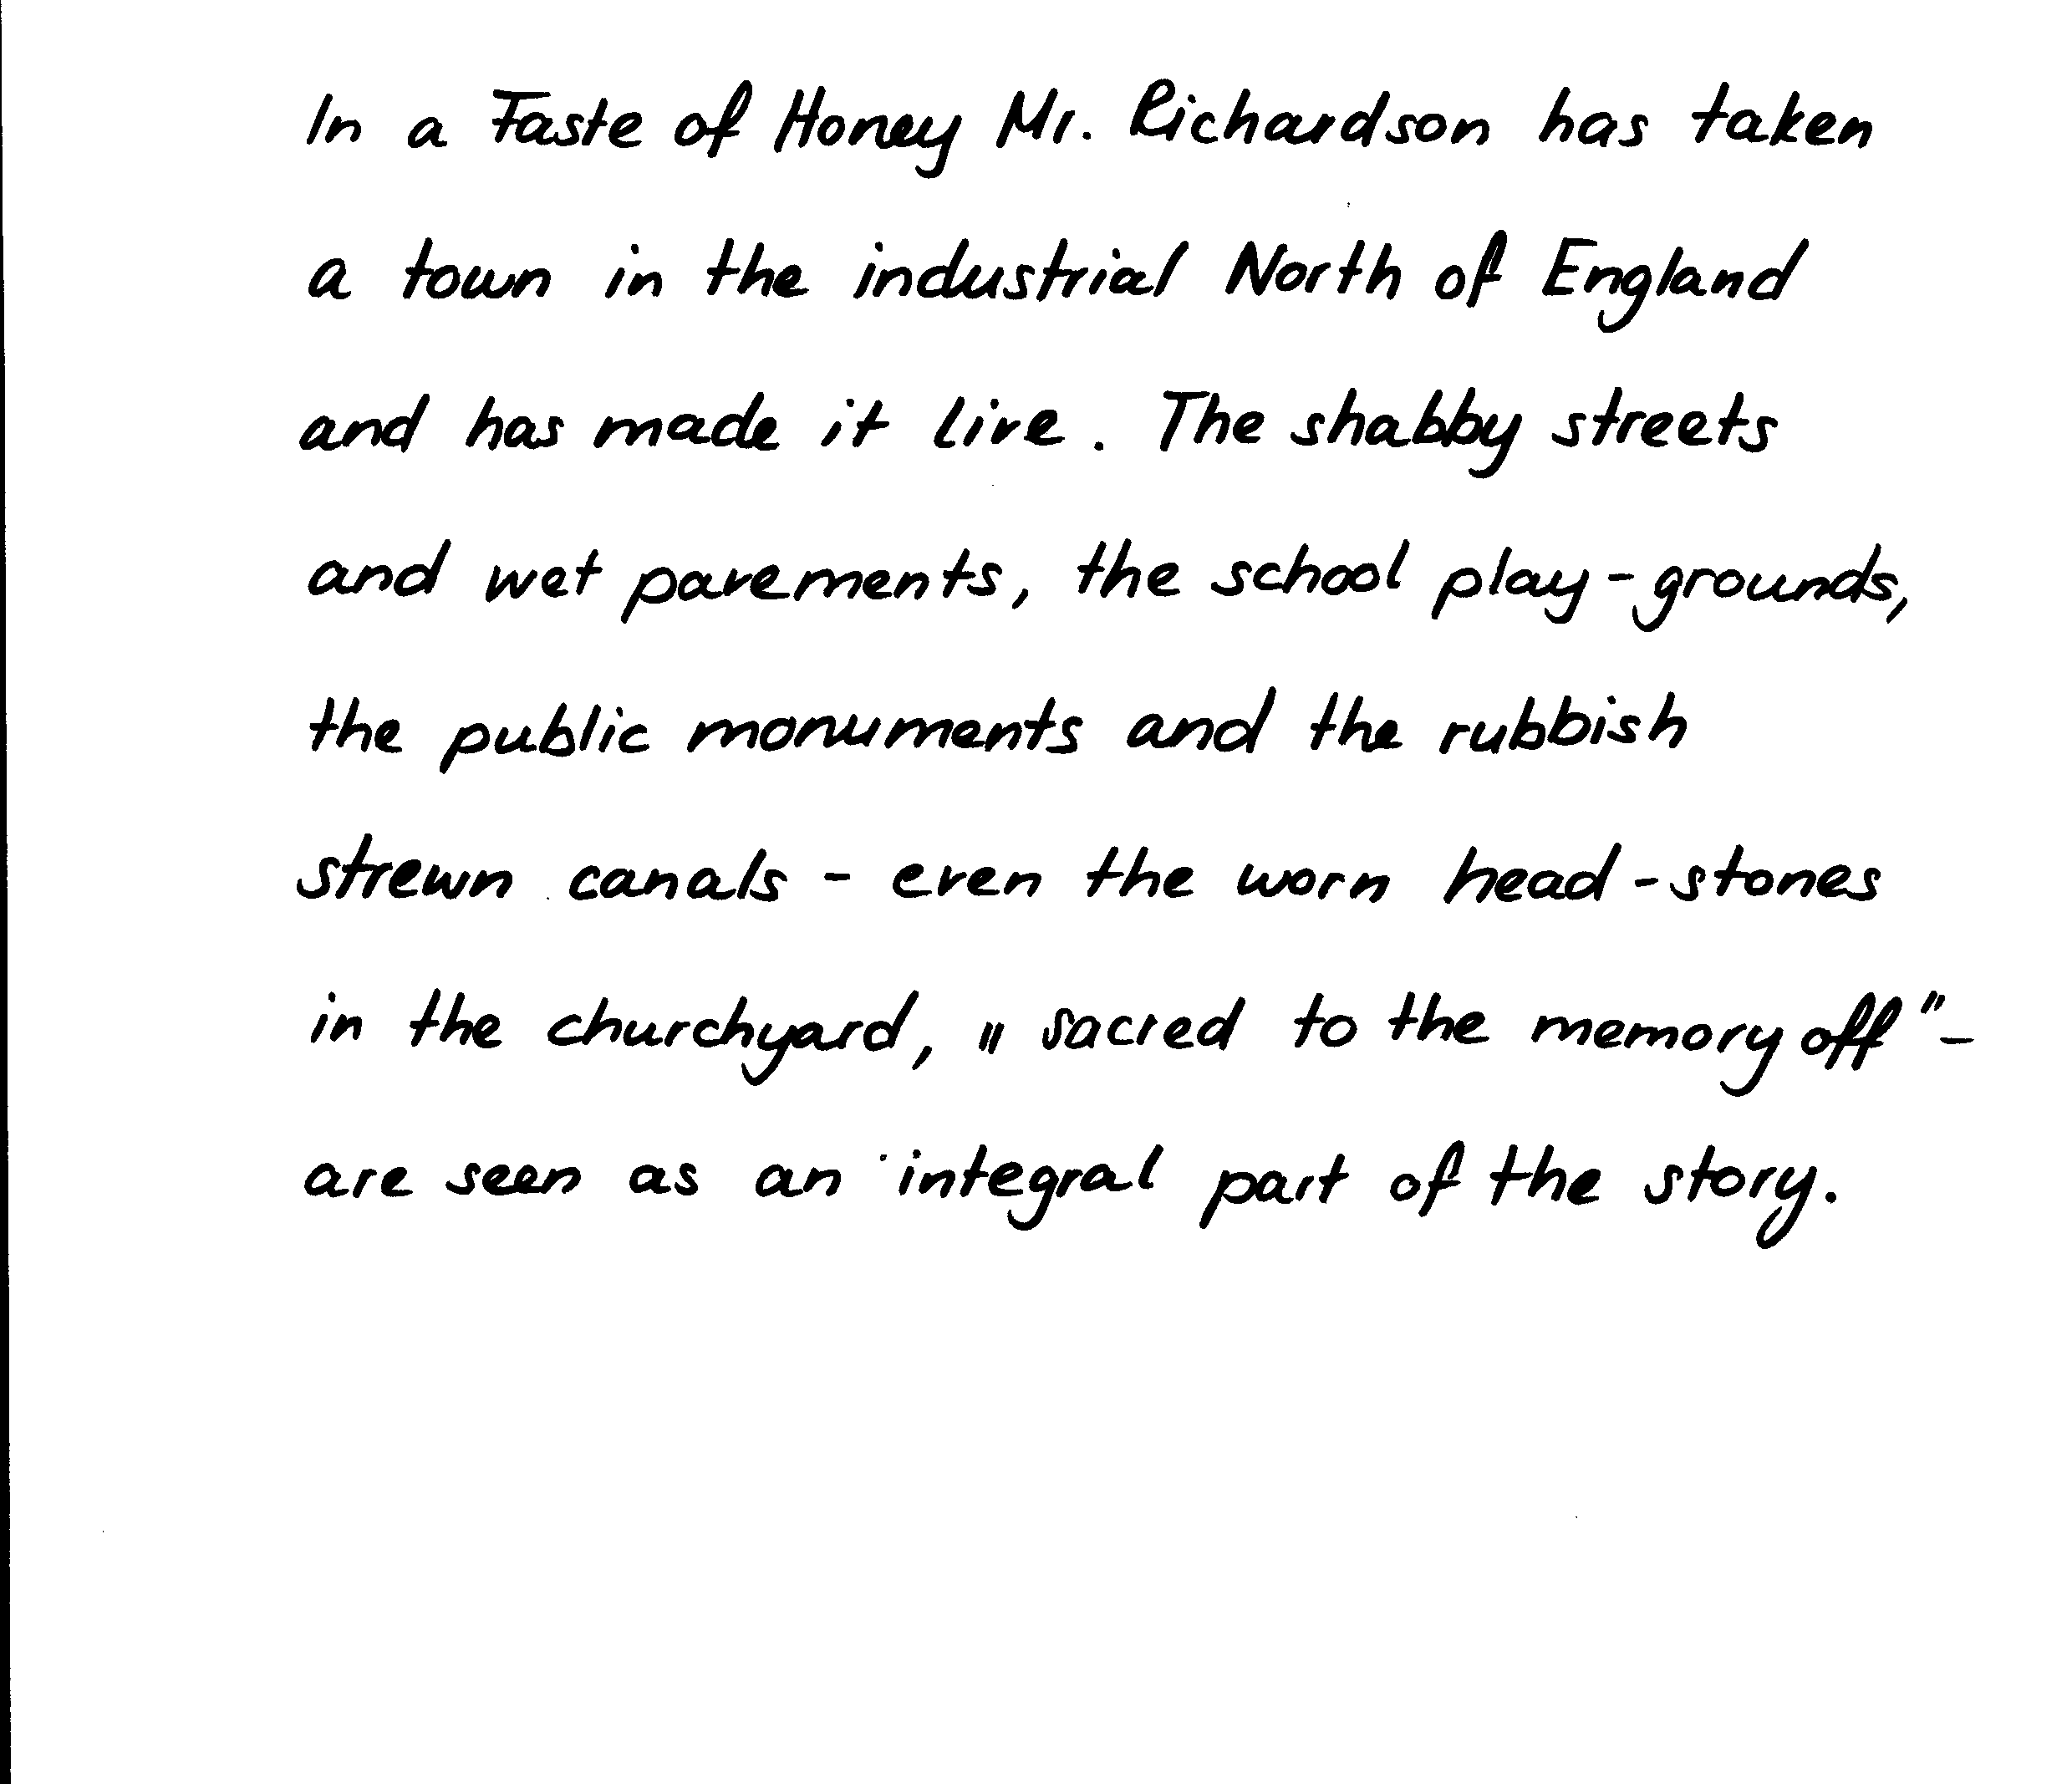 In a Taste of Honey Mr. Richardson has taken
a town in the industrial North of England
and has made it live. The shabby streets
and wet pavements, the school play-grounds,
the public monuments and the rubbish
strewn canals - even the worn head-stones
in the churchyard, „sacred to the memory off" -
are seen as an integral part of the story.